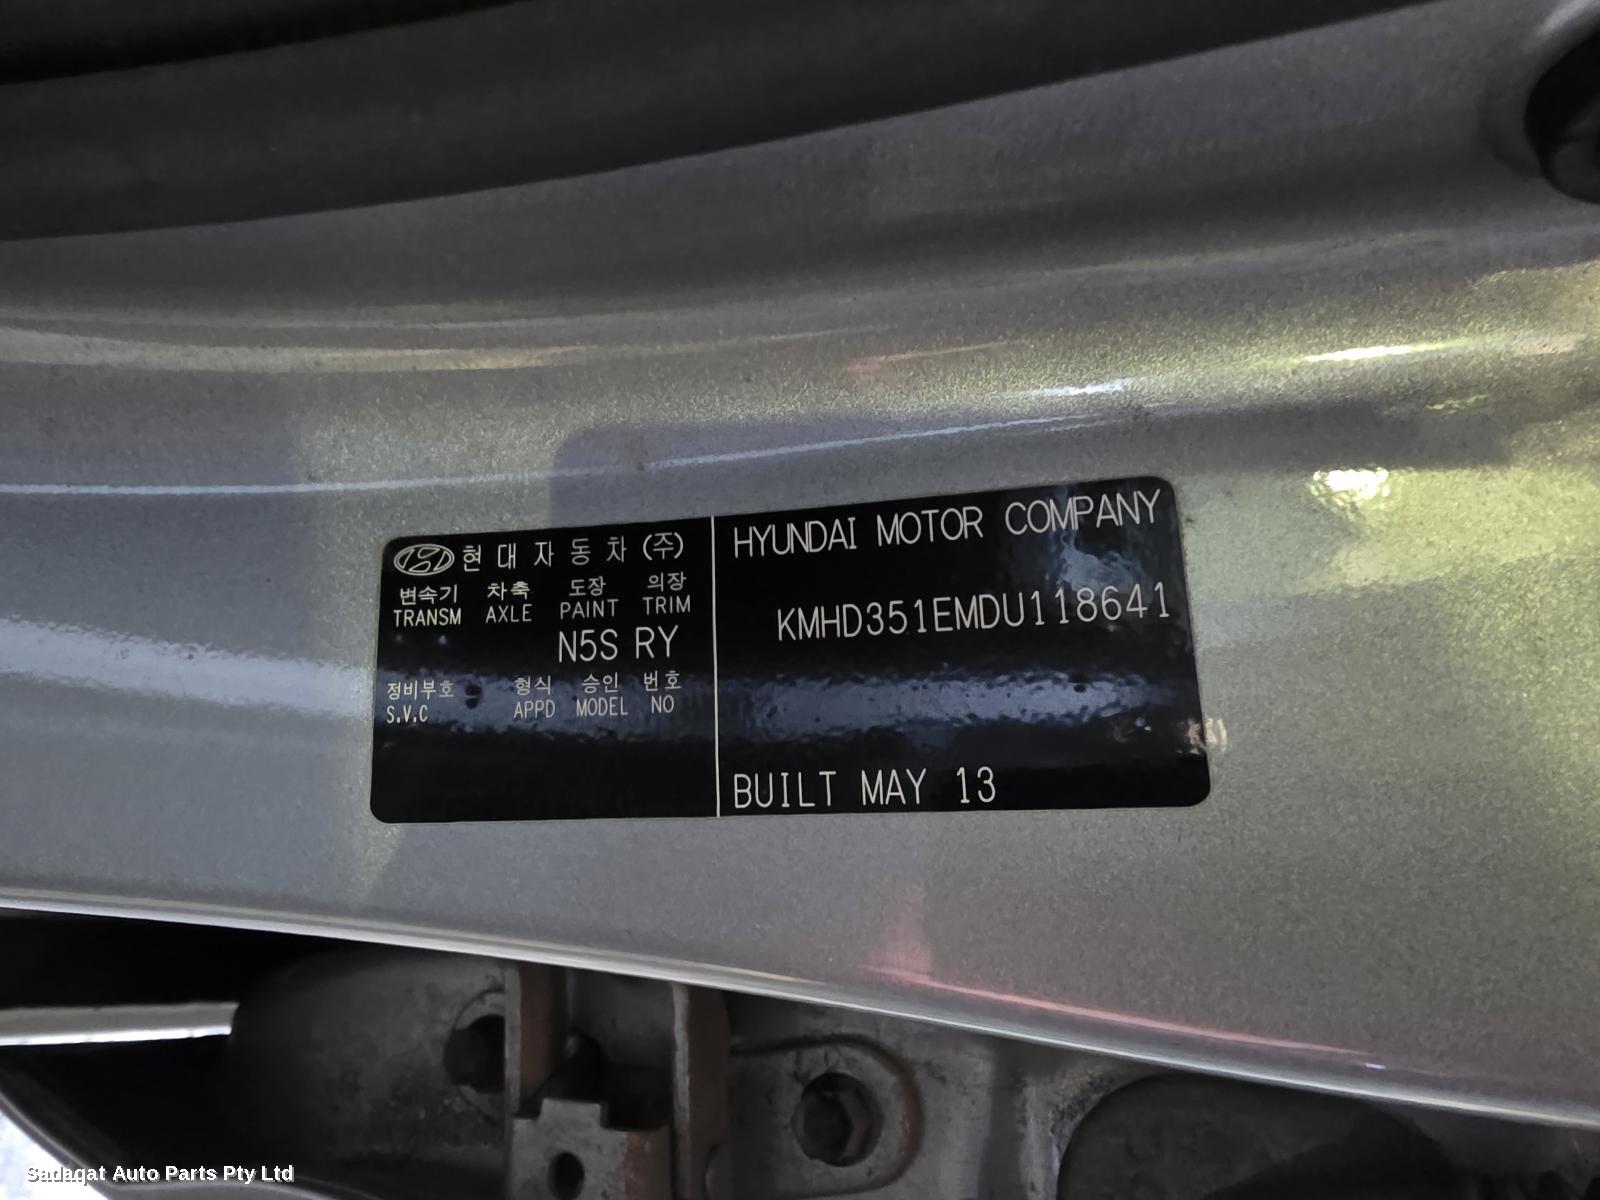 현대자동차(주)
변속기 차축 도장 의장
TRANSM AXLE PAINT TRIM
N5S RY
정비부호 형식 승인 번호
S.V.C APPD MODEL NO
HYUNDAI MOTOR COMPANY
KMHD351EMDU118641
BUILT MAY 13
Sadaqat Auto Parts Pty Ltd